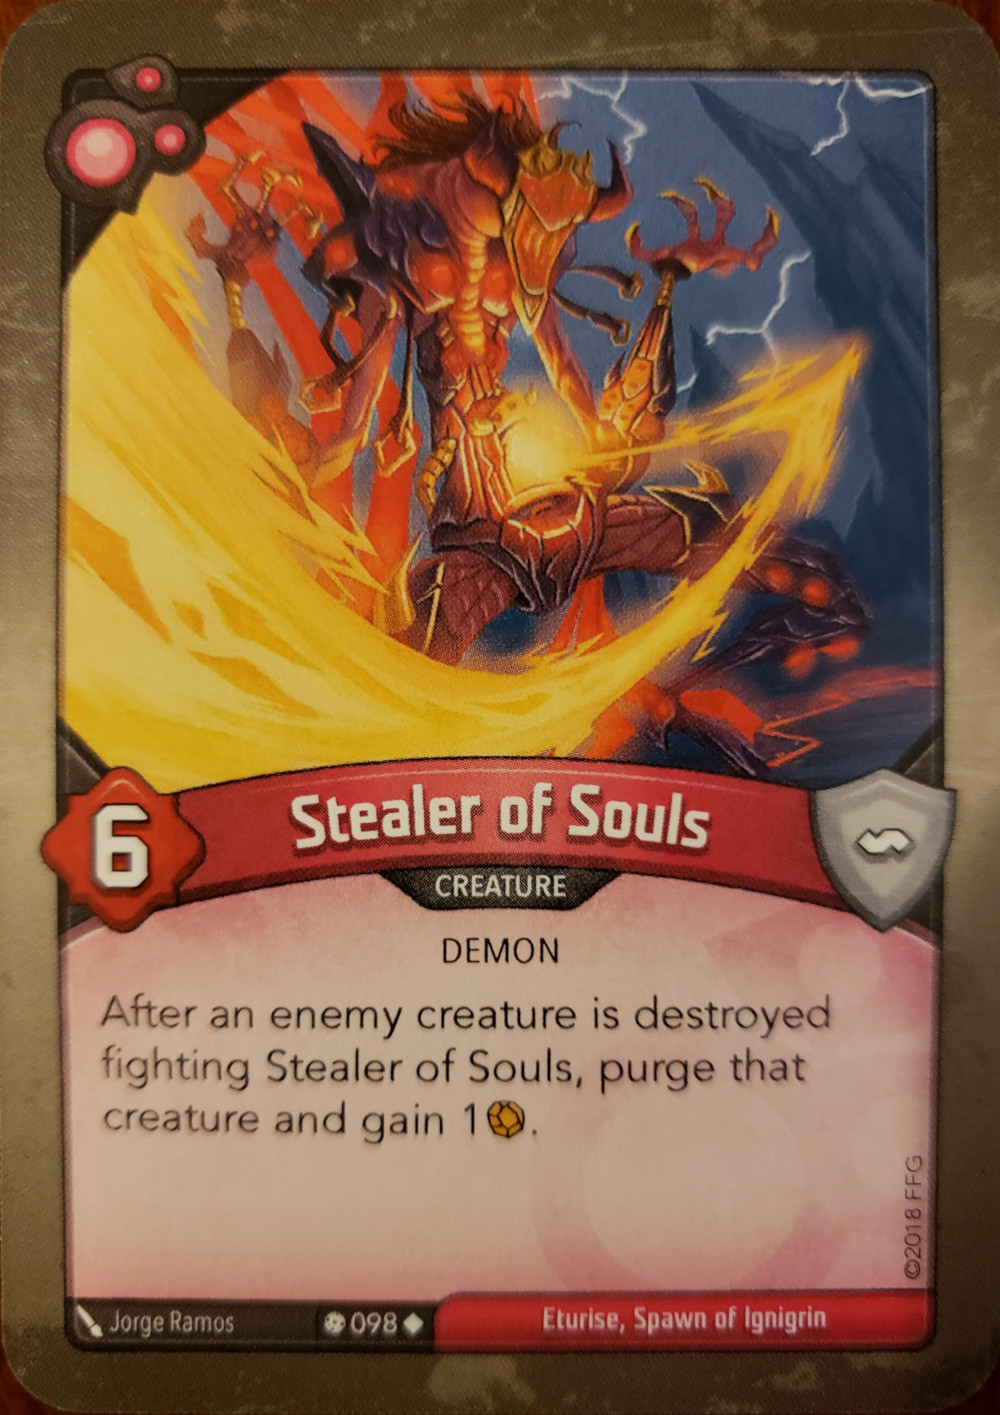 6
Stealer of Souls
~
CREATURE
DEMON
After an enemy creature is destroyed
fighting Stealer of Souls, purge that
creature and gain 1.
©2018 FFG
Jorge Ramos
098
Eturise, Spawn of Ignigrin